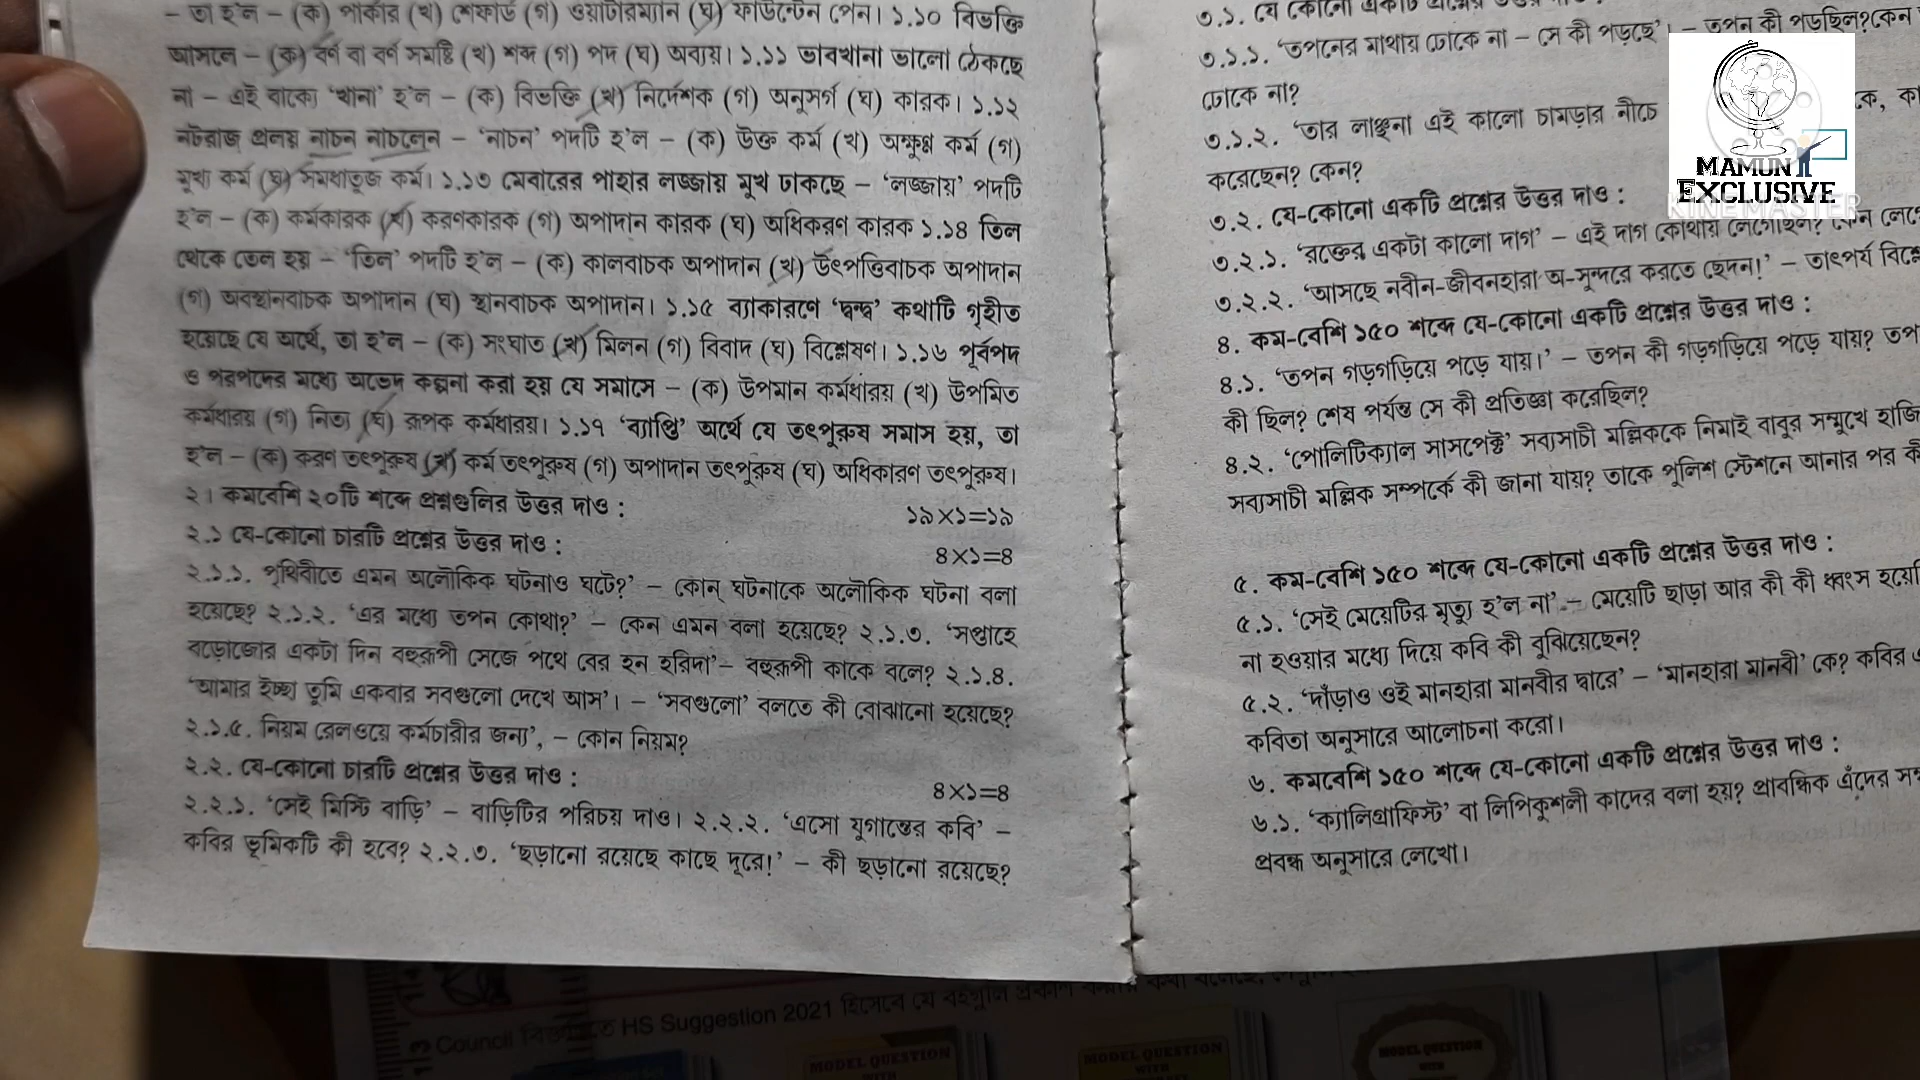 – তা হ'ল – (ক) পার্কার (খ) শেফার্ড (গ) ওয়াটারম্যান (ঘ) ফাউন্টেন পেন। ১.১০ বিভক্তি
আসলে – (ক) বর্ণ বা বর্ণ সমষ্টি (খ) শব্দ (গ) পদ (ঘ) অব্যয়। ১.১১ ভাবখানা ভালো ঠেকছে
না – এই বাক্যে 'খানা' হ'ল – (ক) বিভক্তি (খ) নির্দেশক (গ) অনুসর্গ (ঘ) কারক। ১.১২
নটরাজ প্রলয় নাচন নাচলেন – 'নাচন' পদটি হ'ল – (ক) উক্ত কর্ম (খ) অক্ষুণ্ন কর্ম (গ)
মুখ্য কর্ম (ঘ) সমধাতুজ কর্ম। ১.১৩ মেবারের পাহার লজ্জায় মুখ ঢাকছে – 'লজ্জায়' পদটি
হ'ল – (ক) কর্মকারক (খ) করণকারক (গ) অপাদান কারক (ঘ) অধিকরণ কারক ১.১৪ তিল
থেকে তেল হয় – 'তিল' পদটি হ'ল – (ক) কালবাচক অপাদান (খ) উৎপত্তিবাচক অপাদান
(গ) অবস্থানবাচক অপাদান (ঘ) স্থানবাচক অপাদান। ১.১৫ ব্যাকারণে 'দ্বন্দ্ব' কথাটি গৃহীত
হয়েছে যে অর্থে, তা হ'ল – (ক) সংঘাত (খ) মিলন (গ) বিবাদ (ঘ) বিশ্লেষণ। ১.১৬ পূর্বপদ
ও পরপদের মধ্যে অভেদ কল্পনা করা হয় যে সমাসে – (ক) উপমান কর্মধারয় (খ) উপমিত
কর্মধারয় (গ) নিত্য (ঘ) রূপক কর্মধারয়। ১.১৭ 'ব্যাপ্তি' অর্থে যে তৎপুরুষ সমাস হয়, তা
হ'ল – (ক) করণ তৎপুরুষ (খ) কর্ম তৎপুরুষ (গ) অপাদান তৎপুরুষ (ঘ) অধিকারণ তৎপুরুষ।
২। কমবেশি ২০টি শব্দে প্রশ্নগুলির উত্তর দাও : ১৯×১=১৯
২.১ যে-কোনো চারটি প্রশ্নের উত্তর দাও : ৪×১=৪
২.১.১. পৃথিবীতে এমন অলৌকিক ঘটনাও ঘটে?' – কোন্ ঘটনাকে অলৌকিক ঘটনা বলা
হয়েছে? ২.১.২. 'এর মধ্যে তপন কোথা?' – কেন এমন বলা হয়েছে? ২.১.৩. 'সপ্তাহে
বড়োজোর একটা দিন বহুরূপী সেজে পথে বের হন হরিদা'– বহুরূপী কাকে বলে? ২.১.৪.
'আমার ইচ্ছা তুমি একবার সবগুলো দেখে আস'। – 'সবগুলো' বলতে কী বোঝানো হয়েছে?
২.১.৫. নিয়ম রেলওয়ে কর্মচারীর জন্য', – কোন নিয়ম?
২.২. যে-কোনো চারটি প্রশ্নের উত্তর দাও : ৪×১=৪
২.২.১. 'সেই মিস্টি বাড়ি' – বাড়িটির পরিচয় দাও। ২.২.২. 'এসো যুগান্তের কবি' –
কবির ভূমিকটি কী হবে? ২.২.৩. 'ছড়ানো রয়েছে কাছে দূরে!' – কী ছড়ানো রয়েছে?
৩.১. যে কোনো একটি প্রশ্নের উত্তর
৩.১.১. 'তপনের মাথায় ঢোকে না – সে কী পড়ছে'। – তপন কী পড়ছিল? কেন
ঢোকে না?
৩.১.২. 'তার লাঞ্ছনা এই কালো চামড়ার নীচে কে, কা
করেছেন? কেন?
৩.২. যে-কোনো একটি প্রশ্নের উত্তর দাও :
৩.২.১. 'রক্তের একটা কালো দাগ' – এই দাগ কোথায় লেগেছিল? কেন
৩.২.২. 'আসছে নবীন-জীবনহারা অ-সুন্দরে করতে ছেদন!' – তাৎপর্য বিশ্লে
৪. কম-বেশি ১৫০ শব্দে যে-কোনো একটি প্রশ্নের উত্তর দাও :
৪.১. 'তপন গড়গড়িয়ে পড়ে যায়।' – তপন কী গড়গড়িয়ে পড়ে যায়? তপ
কী ছিল? শেষ পর্যন্ত সে কী প্রতিজ্ঞা করেছিল?
৪.২. 'পোলিটিক্যাল সাসপেক্ট' সব্যসাচী মল্লিককে নিমাই বাবুর সম্মুখে হাজি
সব্যসাচী মল্লিক সম্পর্কে কী জানা যায়? তাকে পুলিশ স্টেশনে আনার পর ক
৫. কম-বেশি ১৫০ শব্দে যে-কোনো একটি প্রশ্নের উত্তর দাও :
৫.১. 'সেই মেয়েটির মৃত্যু হ'ল না' – মেয়েটি ছাড়া আর কী কী ধ্বংস হয়েছি
না হওয়ার মধ্যে দিয়ে কবি কী বুঝিয়েছেন?
৫.২. 'দাঁড়াও ওই মানহারা মানবীর দ্বারে' – 'মানহারা মানবী' কে? কবির
কবিতা অনুসারে আলোচনা করো।
৬. কমবেশি ১৫০ শব্দে যে-কোনো একটি প্রশ্নের উত্তর দাও :
৬.১. 'ক্যালিগ্রাফিস্ট' বা লিপিকুশলী কাদের বলা হয়? প্রাবন্ধিক এঁদের সম
প্রবন্ধ অনুসারে লেখো।
MAMUN
EXCLUSIVE
KINEMASTER
Council HS Suggestion 2021 হিসেবে যে বইগুলি প্রকাশ
MODEL QUESTION
MODEL QUESTION
MODEL QUESTION